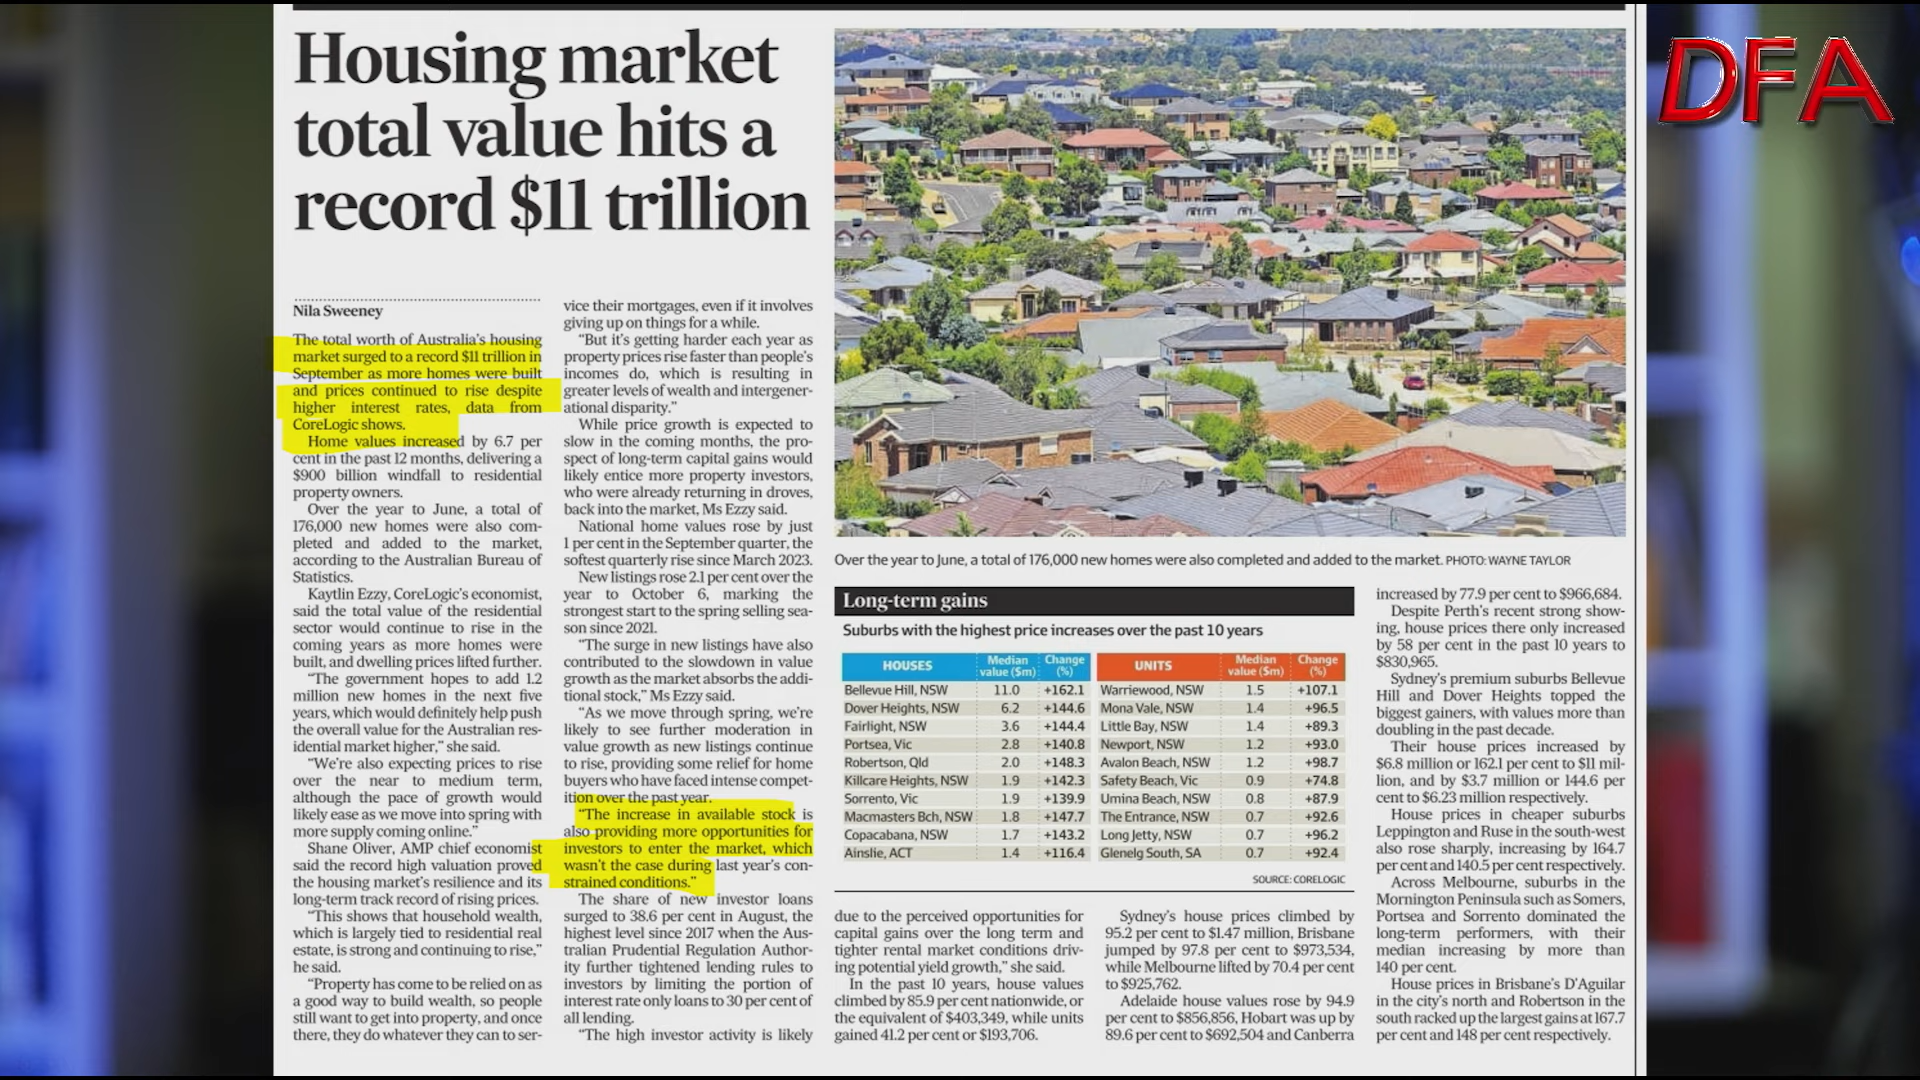 DFA
Housing market
total value hits a
record $11 trillion
Nila Sweeney
The total worth of Australia's housing
market surged to a record $11 trillion in
September as more homes were built
and prices continued to rise despite
higher interest rates, data from
CoreLogic shows.
Home values increased by 6.7 per
cent in the past 12 months, delivering a
$900 billion windfall to residential
property owners.
Over the year to June, a total of
176,000 new homes were also com-
pleted and added to the market,
according to the Australian Bureau of
Statistics.
Kaytlin Ezzy, CoreLogic's economist,
said the total value of the residential
sector would continue to rise in the
coming years as more homes were
built, and dwelling prices lifted further.
"The government hopes to add 1.2
million new homes in the next five
years, which would definitely help push
the overall value for the Australian res-
idential market higher," she said.
"We're also expecting prices to rise
over the near to medium term,
although the pace of growth would
likely ease as we move into spring with
more supply coming online."
Shane Oliver, AMP chief economist
said the record high valuation proved
the housing market's resilience and its
long-term track record of rising prices.
"This shows that household wealth,
which is largely tied to residential real
estate, is strong and continuing to rise,"
he said.
"Property has come to be relied on as
a good way to build wealth, so people
still want to get into property, and once
there, they do whatever they can to ser-
vice their mortgages, even if it involves
giving up on things for a while.
"But it's getting harder each year as
property prices rise faster than people's
incomes do, which is resulting in
greater levels of wealth and intergener-
ational disparity."
While price growth is expected to
slow in the coming months, the pro-
spect of long-term capital gains would
likely entice more property investors,
who were already returning in droves,
back into the market, Ms Ezzy said.
National home values rose by just
1 per cent in the September quarter, the
softest quarterly rise since March 2023.
New listings rose 2.1 per cent over the
year to October 6, marking the
strongest start to the spring selling sea-
son since 2021.
"The surge in new listings have also
contributed to the slowdown in value
growth as the market absorbs the addi-
tional stock," Ms Ezzy said.
"As we move through spring, we're
likely to see further moderation in
value growth as new listings continue
to rise, providing some relief for home
buyers who have faced intense compet-
ition over the past year.
"The increase in available stock is
also providing more opportunities for
investors to enter the market, which
wasn't the case during last year's con-
strained conditions."
The share of new investor loans
surged to 38.6 per cent in August, the
highest level since 2017 when the Aus-
tralian Prudential Regulation Author-
ity further tightened lending rules to
investors by limiting the portion of
interest rate only loans to 30 per cent of
all lending.
"The high investor activity is likely
Over the year to June, a total of 176,000 new homes were also completed and added to the market. PHOTO: WAYNE TAYLOR
Long-term gains
Suburbs with the highest price increases over the past 10 years
HOUSES Median value ($m) Change (%) UNITS Median value ($m) Change (%)
Bellevue Hill, NSW 11.0 +162.1 Warriewood, NSW 1.5 +107.1
Dover Heights, NSW 6.2 +144.6 Mona Vale, NSW 1.4 +96.5
Fairlight, NSW 3.6 +144.4 Little Bay, NSW 1.4 +89.3
Portsea, Vic 2.8 +140.8 Newport, NSW 1.2 +93.0
Robertson, Qld 2.0 +148.3 Avalon Beach, NSW 1.2 +98.7
Killcare Heights, NSW 1.9 +142.3 Safety Beach, Vic 0.9 +74.8
Sorrento, Vic 1.9 +139.9 Umina Beach, NSW 0.8 +87.9
Macmasters Bch, NSW 1.8 +147.7 The Entrance, NSW 0.7 +92.6
Copacabana, NSW 1.7 +143.2 Long Jetty, NSW 0.7 +96.2
Ainslie, ACT 1.4 +116.4 Glenelg South, SA 0.7 +92.4
SOURCE: CORELOGIC
due to the perceived opportunities for
capital gains over the long term and
tighter rental market conditions driv-
ing potential yield growth," she said.
In the past 10 years, house values
climbed by 85.9 per cent nationwide, or
the equivalent of $403,349, while units
gained 41.2 per cent or $193,706.
Sydney's house prices climbed by
95.2 per cent to $1.47 million, Brisbane
jumped by 97.8 per cent to $973,534,
while Melbourne lifted by 70.4 per cent
to $925,762.
Adelaide house values rose by 94.9
per cent to $856,856, Hobart was up by
89.6 per cent to $692,504 and Canberra
increased by 77.9 per cent to $966,684.
Despite Perth's recent strong show-
ing, house prices there only increased
by 58 per cent in the past 10 years to
$830,965.
Sydney's premium suburbs Bellevue
Hill and Dover Heights topped the
biggest gainers, with values more than
doubling in the past decade.
Their house prices increased by
$6.8 million or 162.1 per cent to $11 mil-
lion, and by $3.7 million or 144.6 per
cent to $6.23 million respectively.
House prices in cheaper suburbs
Leppington and Ruse in the south-west
also rose sharply, increasing by 164.7
per cent and 140.5 per cent respectively.
Across Melbourne, suburbs in the
Mornington Peninsula such as Somers,
Portsea and Sorrento dominated the
long-term performers, with their
median increasing by more than
140 per cent.
House prices in Brisbane's D'Aguilar
in the city's north and Robertson in the
south racked up the largest gains at 167.7
per cent and 148 per cent respectively.